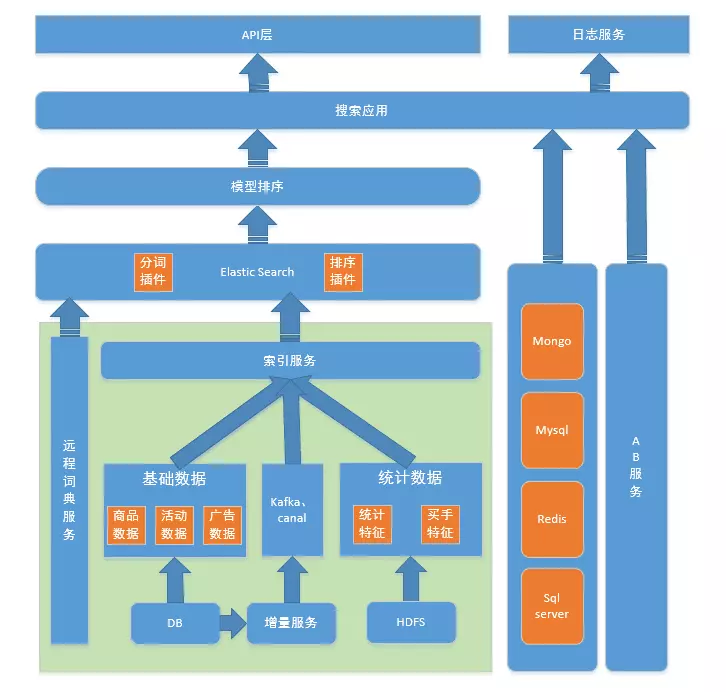 API层
日志服务
搜索应用
模型排序
分词
插件
Elastic Search
排序
插件
索引服务
远
程
词
典
服
务
基础数据
商品
数据
活动
数据
广告
数据
Kafka、
canal
统计数据
统计
特征
买手
特征
DB
增量服务
HDFS
Mongo
Mysql
Redis
Sql
server
A
B
服
务